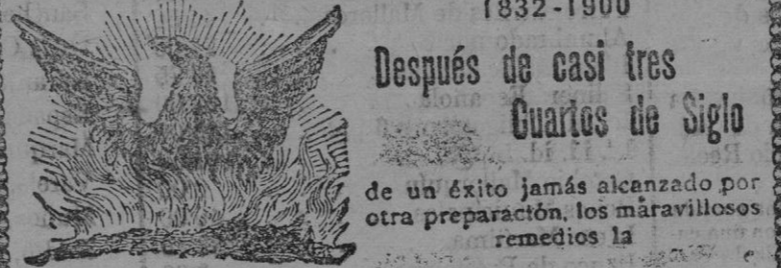 1832-1900
Después de casi tres
Cuartos de Siglo
de un éxito jamás alcanzado por
otra preparación, los maravillosos
remedios la